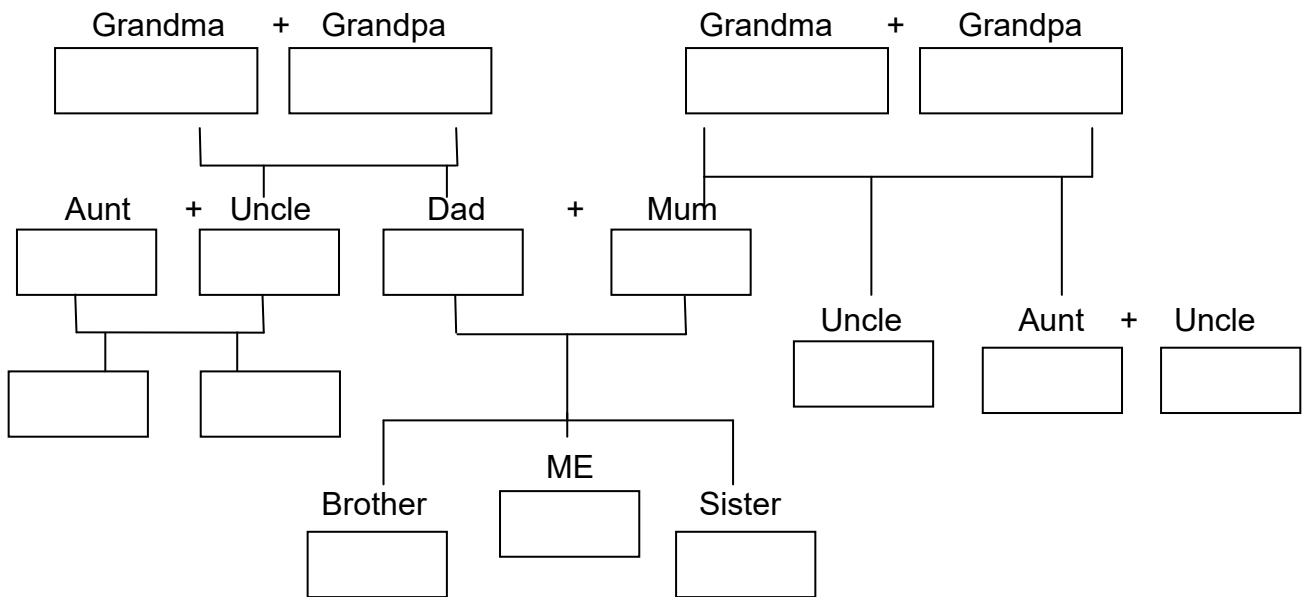 Grandma + Grandpa Grandma + Grandpa
Aunt + Uncle Dad + Mum
Uncle Aunt + Uncle
ME
Brother Sister